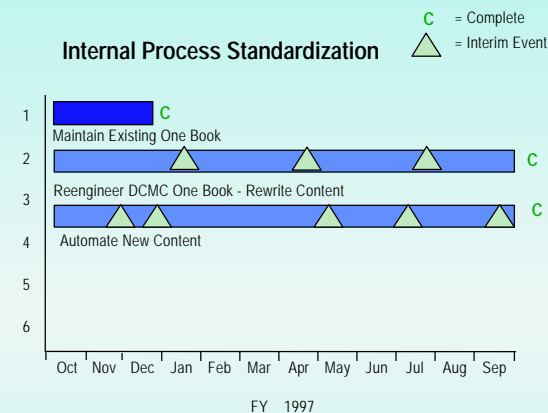 C = Complete
= Interim Event
Internal Process Standardization
1 C
Maintain Existing One Book
2 C
Reengineer DCMC One Book - Rewrite Content
3 C
Automate New Content
4
5
6
Oct Nov Dec Jan Feb Mar Apr May Jun Jul Aug Sep
FY 1997